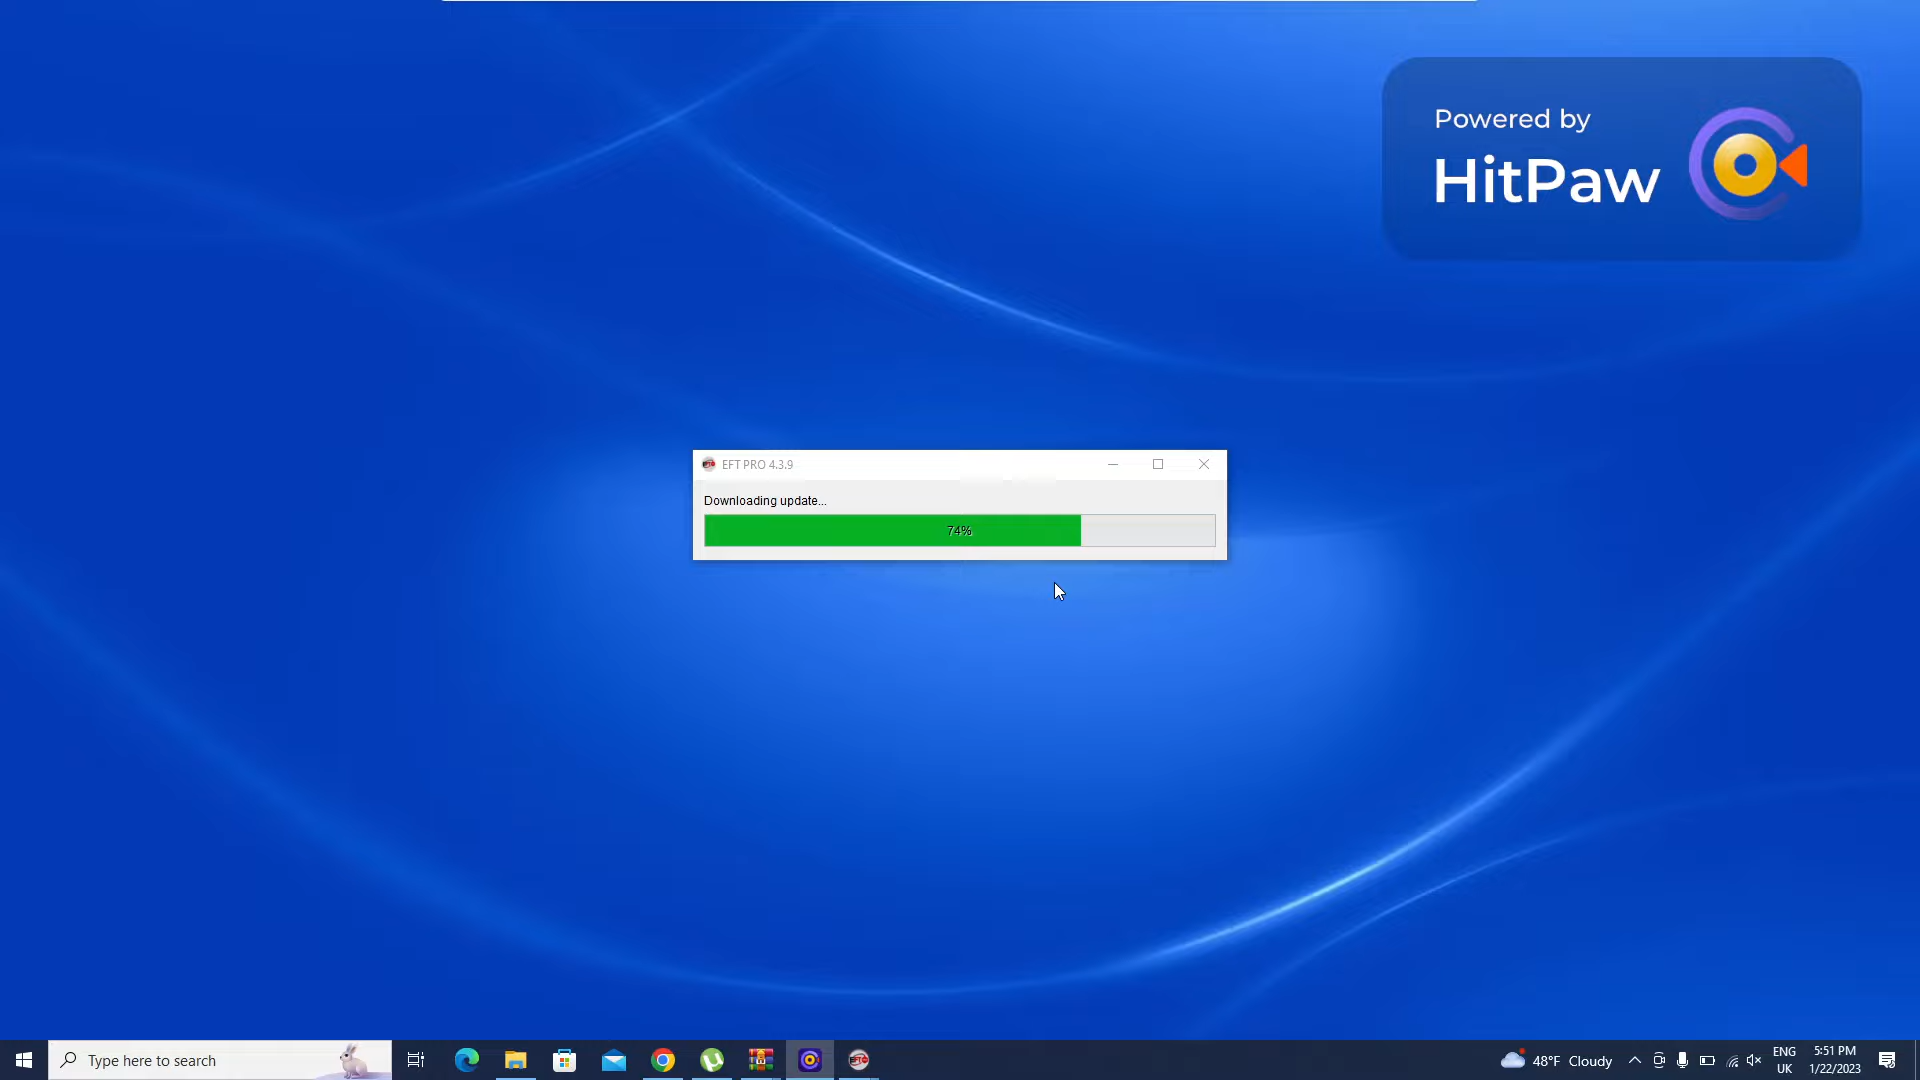 Powered by
HitPaw
EFT PRO 4.3.9
Downloading update...
74%
Type here to search
48°F Cloudy
ENG
UK
5:51 PM
1/22/2023